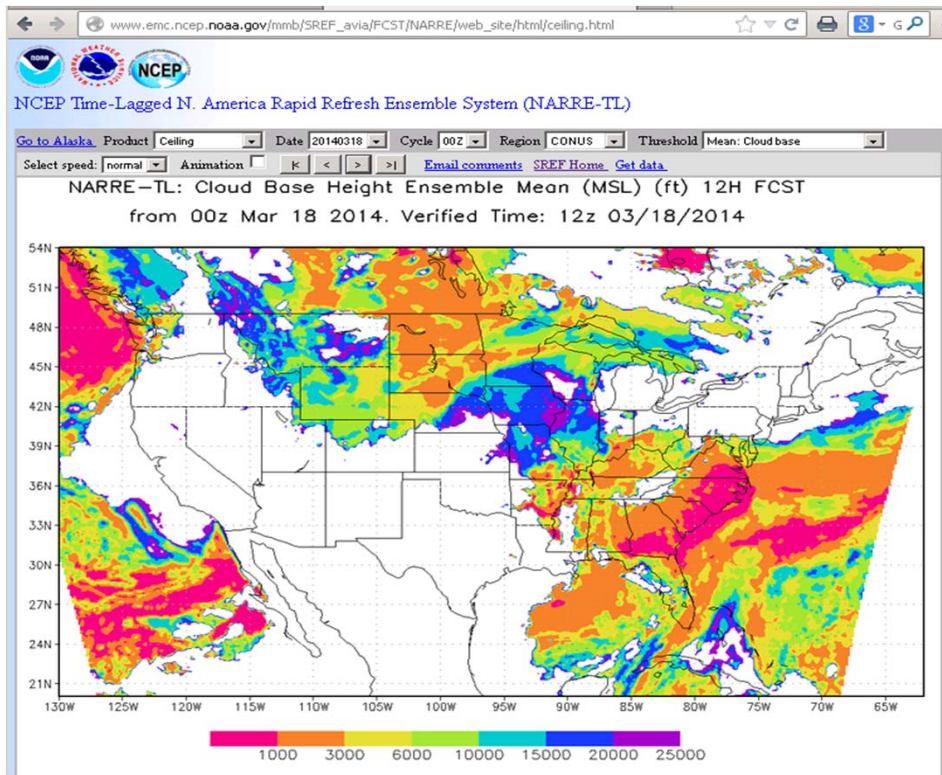 www.emc.ncep.noaa.gov/mmb/SREF_avia/FCST/NARRE/web_site/html/ceiling.html
8 G
NOAA NATIONAL WEATHER SERVICE NCEP
NCEP Time-Lagged N. America Rapid Refresh Ensemble System (NARRE-TL)
Go to Alaska Product Ceiling Date 20140318 Cycle 00Z Region CONUS Threshold Mean: Cloud base
Select speed: normal Animation |< < > >| Email comments SREF Home Get data
NARRE-TL: Cloud Base Height Ensemble Mean (MSL) (ft) 12H FCST
from 00z Mar 18 2014. Verified Time: 12z 03/18/2014
54N
51N
48N
45N
42N
39N
36N
33N
30N
27N
24N
21N
130W 125W 120W 115W 110W 105W 100W 95W 90W 85W 80W 75W 70W 65W
1000 3000 6000 10000 15000 20000 25000